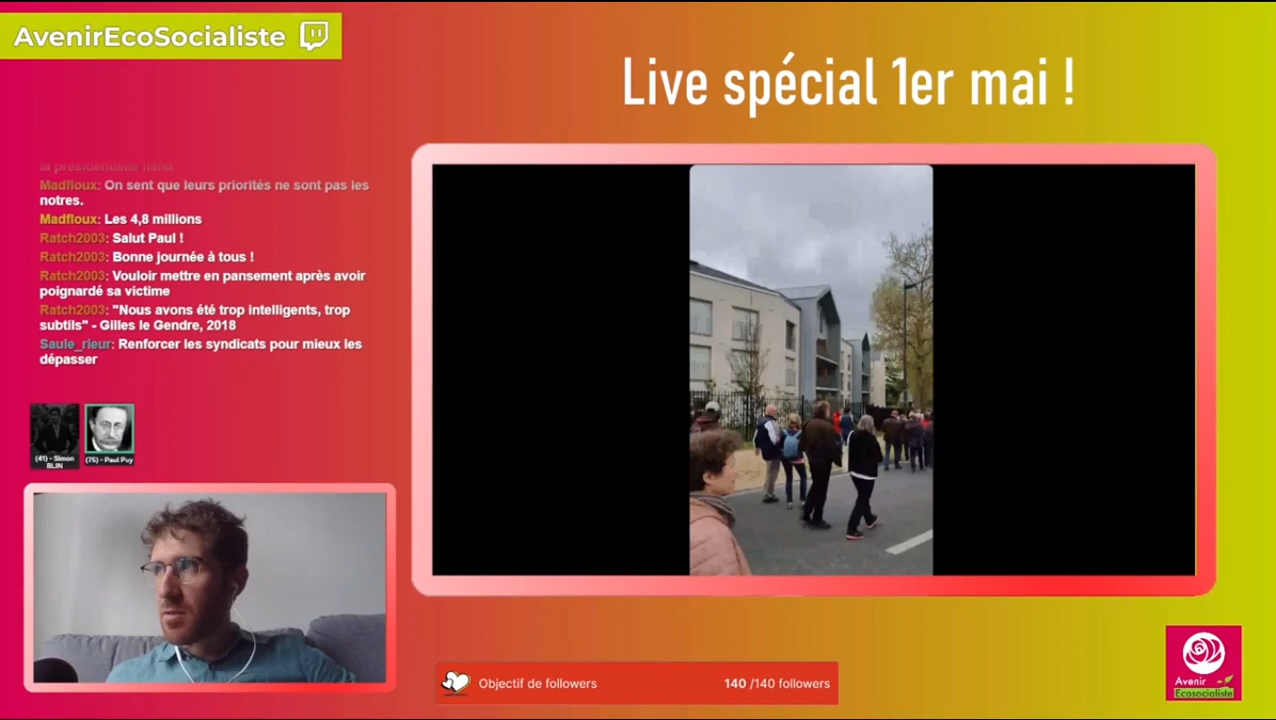 AvenirEcoSocialiste
Live spécial 1er mai !
la présidentielle haha
Madfloux: On sent que leurs priorités ne sont pas les
notres.
Madfloux: Les 4,8 millions
Ratch2003: Salut Paul !
Ratch2003: Bonne journée à tous !
Ratch2003: Vouloir mettre en pansement après avoir
poignardé sa victime
Ratch2003: "Nous avons été trop intelligents, trop
subtils" - Gilles le Gendre, 2018
Saule_rieur: Renforcer les syndicats pour mieux les
dépasser
(41) - Simon
BLIN
(75) - Paul Puy
Objectif de followers
140 /140 followers
Avenir
Ecosocialiste